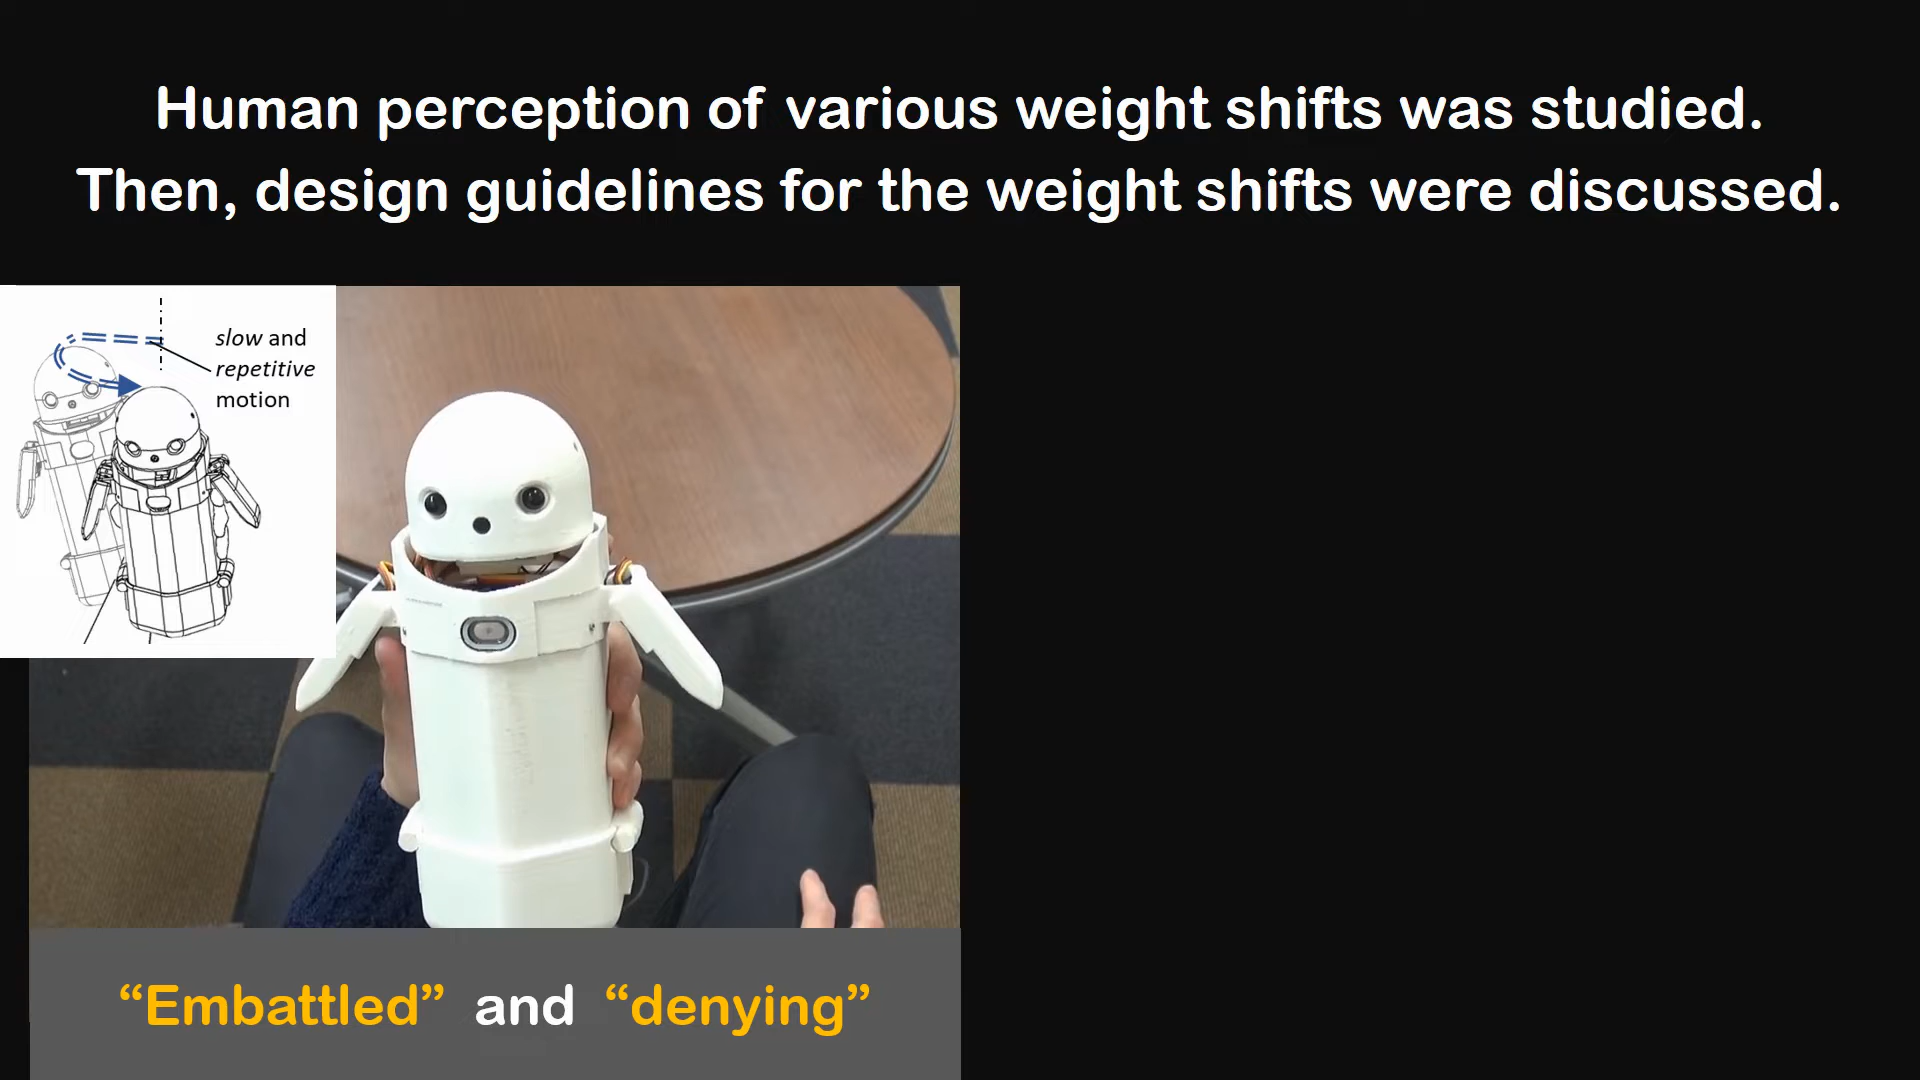 Human perception of various weight shifts was studied.
Then, design guidelines for the weight shifts were discussed.
slow and
repetitive
motion
“Embattled” and “denying”